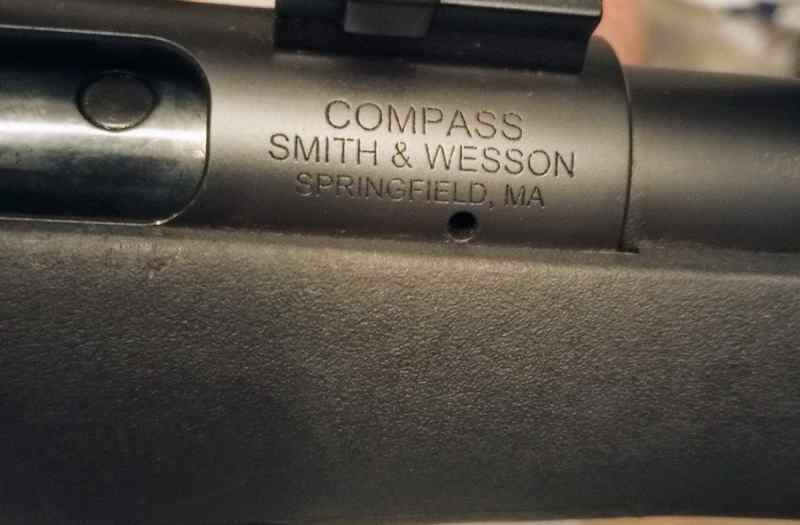 COMPASS
SMITH & WESSON
SPRINGFIELD, MA